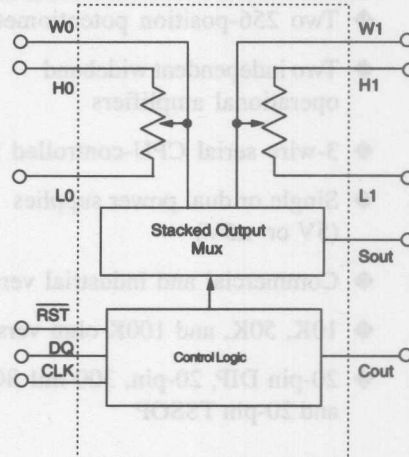 Two 256-position
W0
W1
H0
H1
Two independent wideband
operational amplifiers
3-wire serial CPU-controlled
L0
L1
Single or dual power supplies
Stacked Output
Mux
Sout
Commercial and industrial
RST
10K, 50K, and 100K
DQ
Control Logic
CLK
Cout
20-pin DIP, 20-pin,
and 20-pin TSSOP